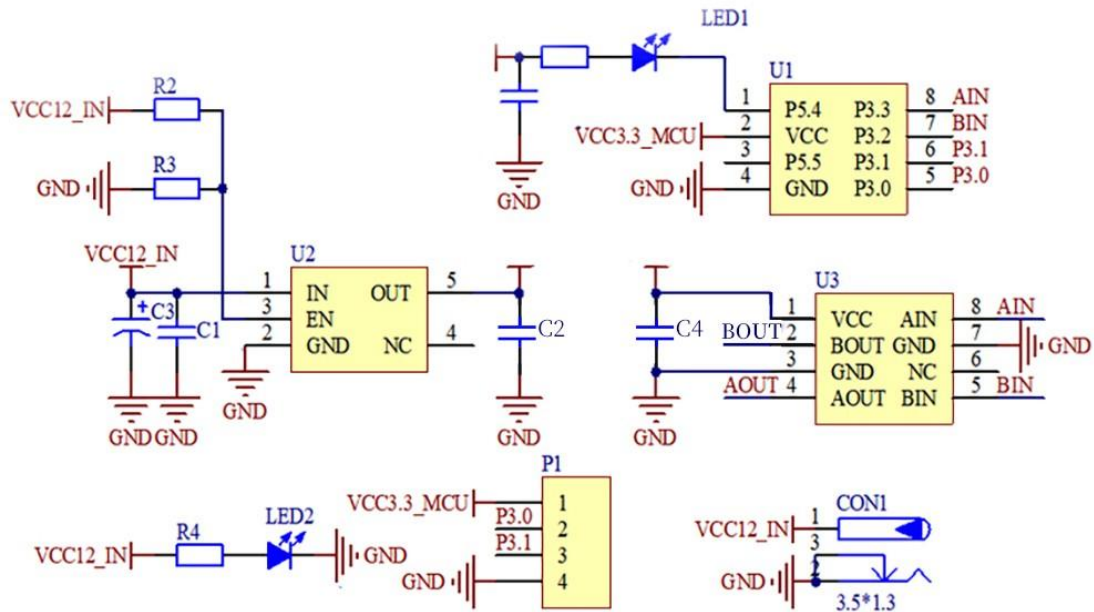 LED1
R2
VCC12_IN
R3
GND
GND
U1
1 P5.4 P3.3 8 AIN
VCC3.3_MCU 2 VCC P3.2 7 BIN
3 P5.5 P3.1 6 P3.1
GND 4 GND P3.0 5 P3.0
VCC12_IN
C3
C1
GND GND
U2
1 IN OUT 5
3 EN
2 GND NC 4
GND
+
C2
GND
C4
GND
U3
1 VCC AIN 8 AIN
BOUT 2 BOUT GND 7 GND
3 GND NC 6
AOUT 4 AOUT BIN 5 BIN
VCC12_IN
R4
LED2
GND
P1
VCC3.3_MCU 1
P3.0 2
P3.1 3
GND 4
CON1
VCC12_IN 1
3
GND 2
3.5*1.3